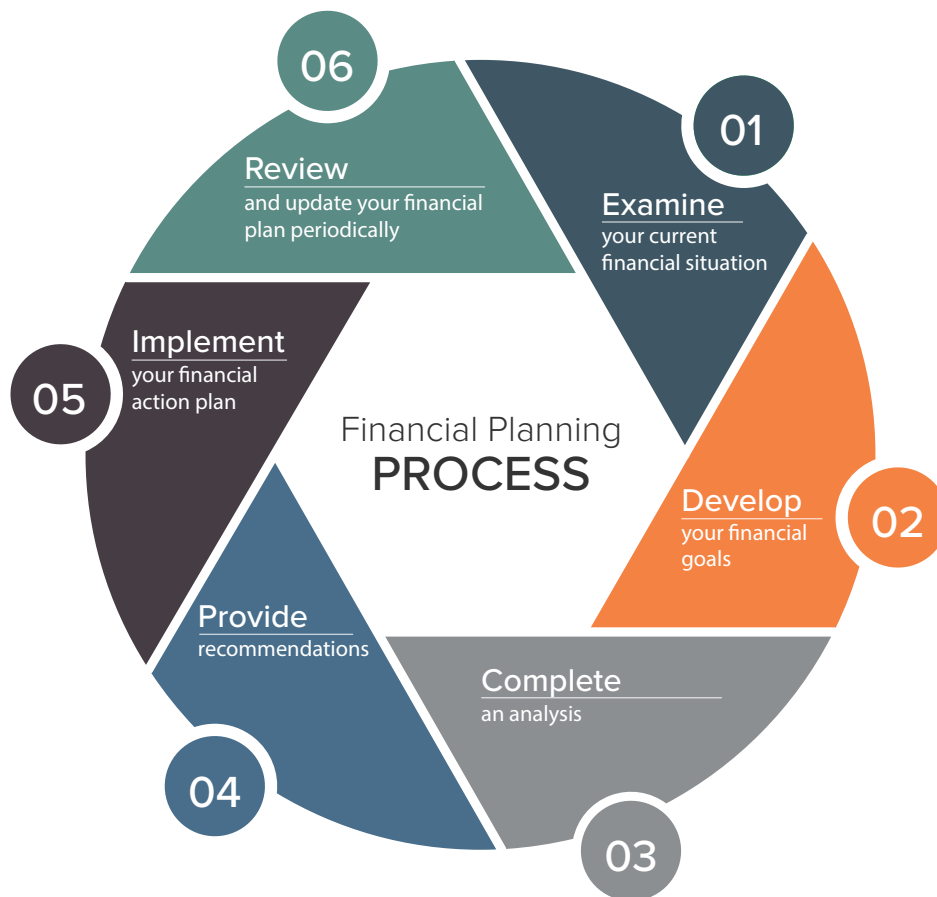 Financial Planning
PROCESS
01
Examine
your current
financial situation
02
Develop
your financial
goals
03
Complete
an analysis
04
Provide
recommendations
05
Implement
your financial
action plan
06
Review
and update your financial
plan periodically